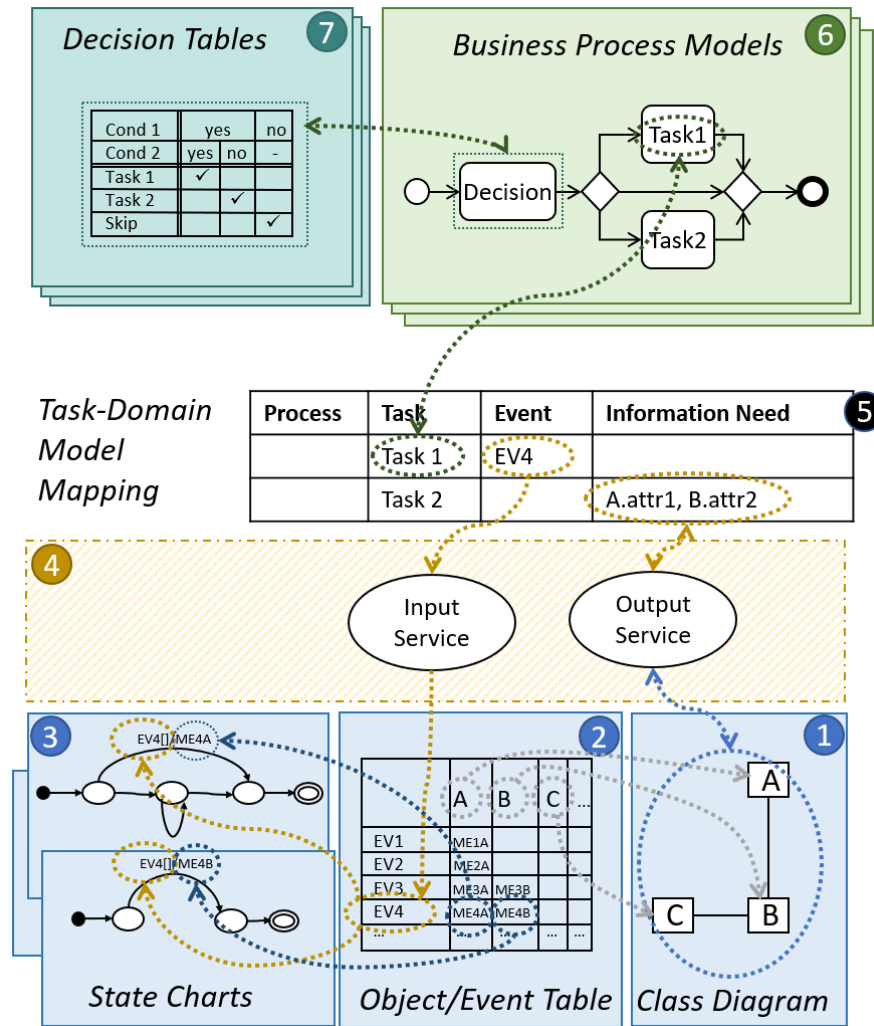 Decision Tables
7
Cond 1 yes no
Cond 2 yes no -
Task 1 ✓
Task 2 ✓
Skip ✓
Business Process Models
6
Task1
Decision
Task2
Task-Domain
Model
Mapping
5
Process Task Event Information Need
Task 1 EV4
Task 2 A.attr1, B.attr2
4
Input
Service
Output
Service
3
EV4[]/ME4A
EV4[]/ME4B
State Charts
2
A B C ...
EV1 ME1A
EV2 ME2A
EV3 ME3A ME3B
EV4 ME4A ME4B
... ... ... ... ...
Object/Event Table
1
A
C
B
Class Diagram